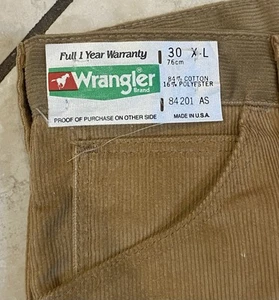 Full 1 Year Warranty
30 X-L
76cm
Wrangler
Brand
84% COTTON
16% POLYESTER
84201 AS
PROOF OF PURCHASE ON OTHER SIDE
MADE IN U.S.A.